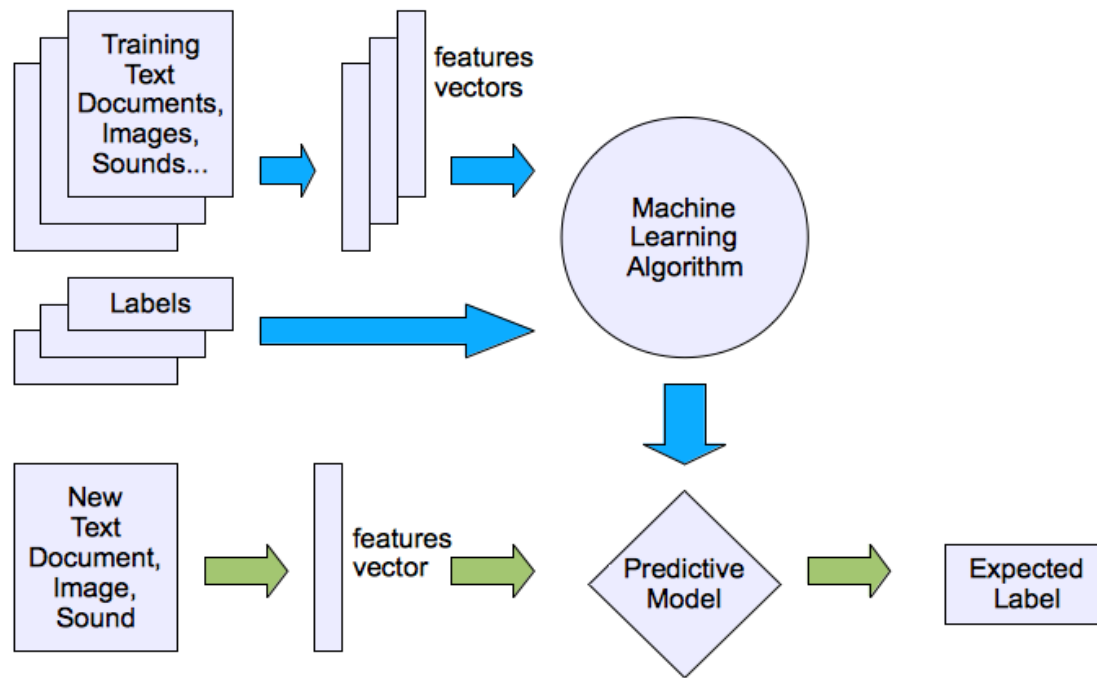 Training
Text
Documents,
Images,
Sounds...
features
vectors
Machine
Learning
Algorithm
Labels
New
Text
Document,
Image,
Sound
features
vector
Predictive
Model
Expected
Label